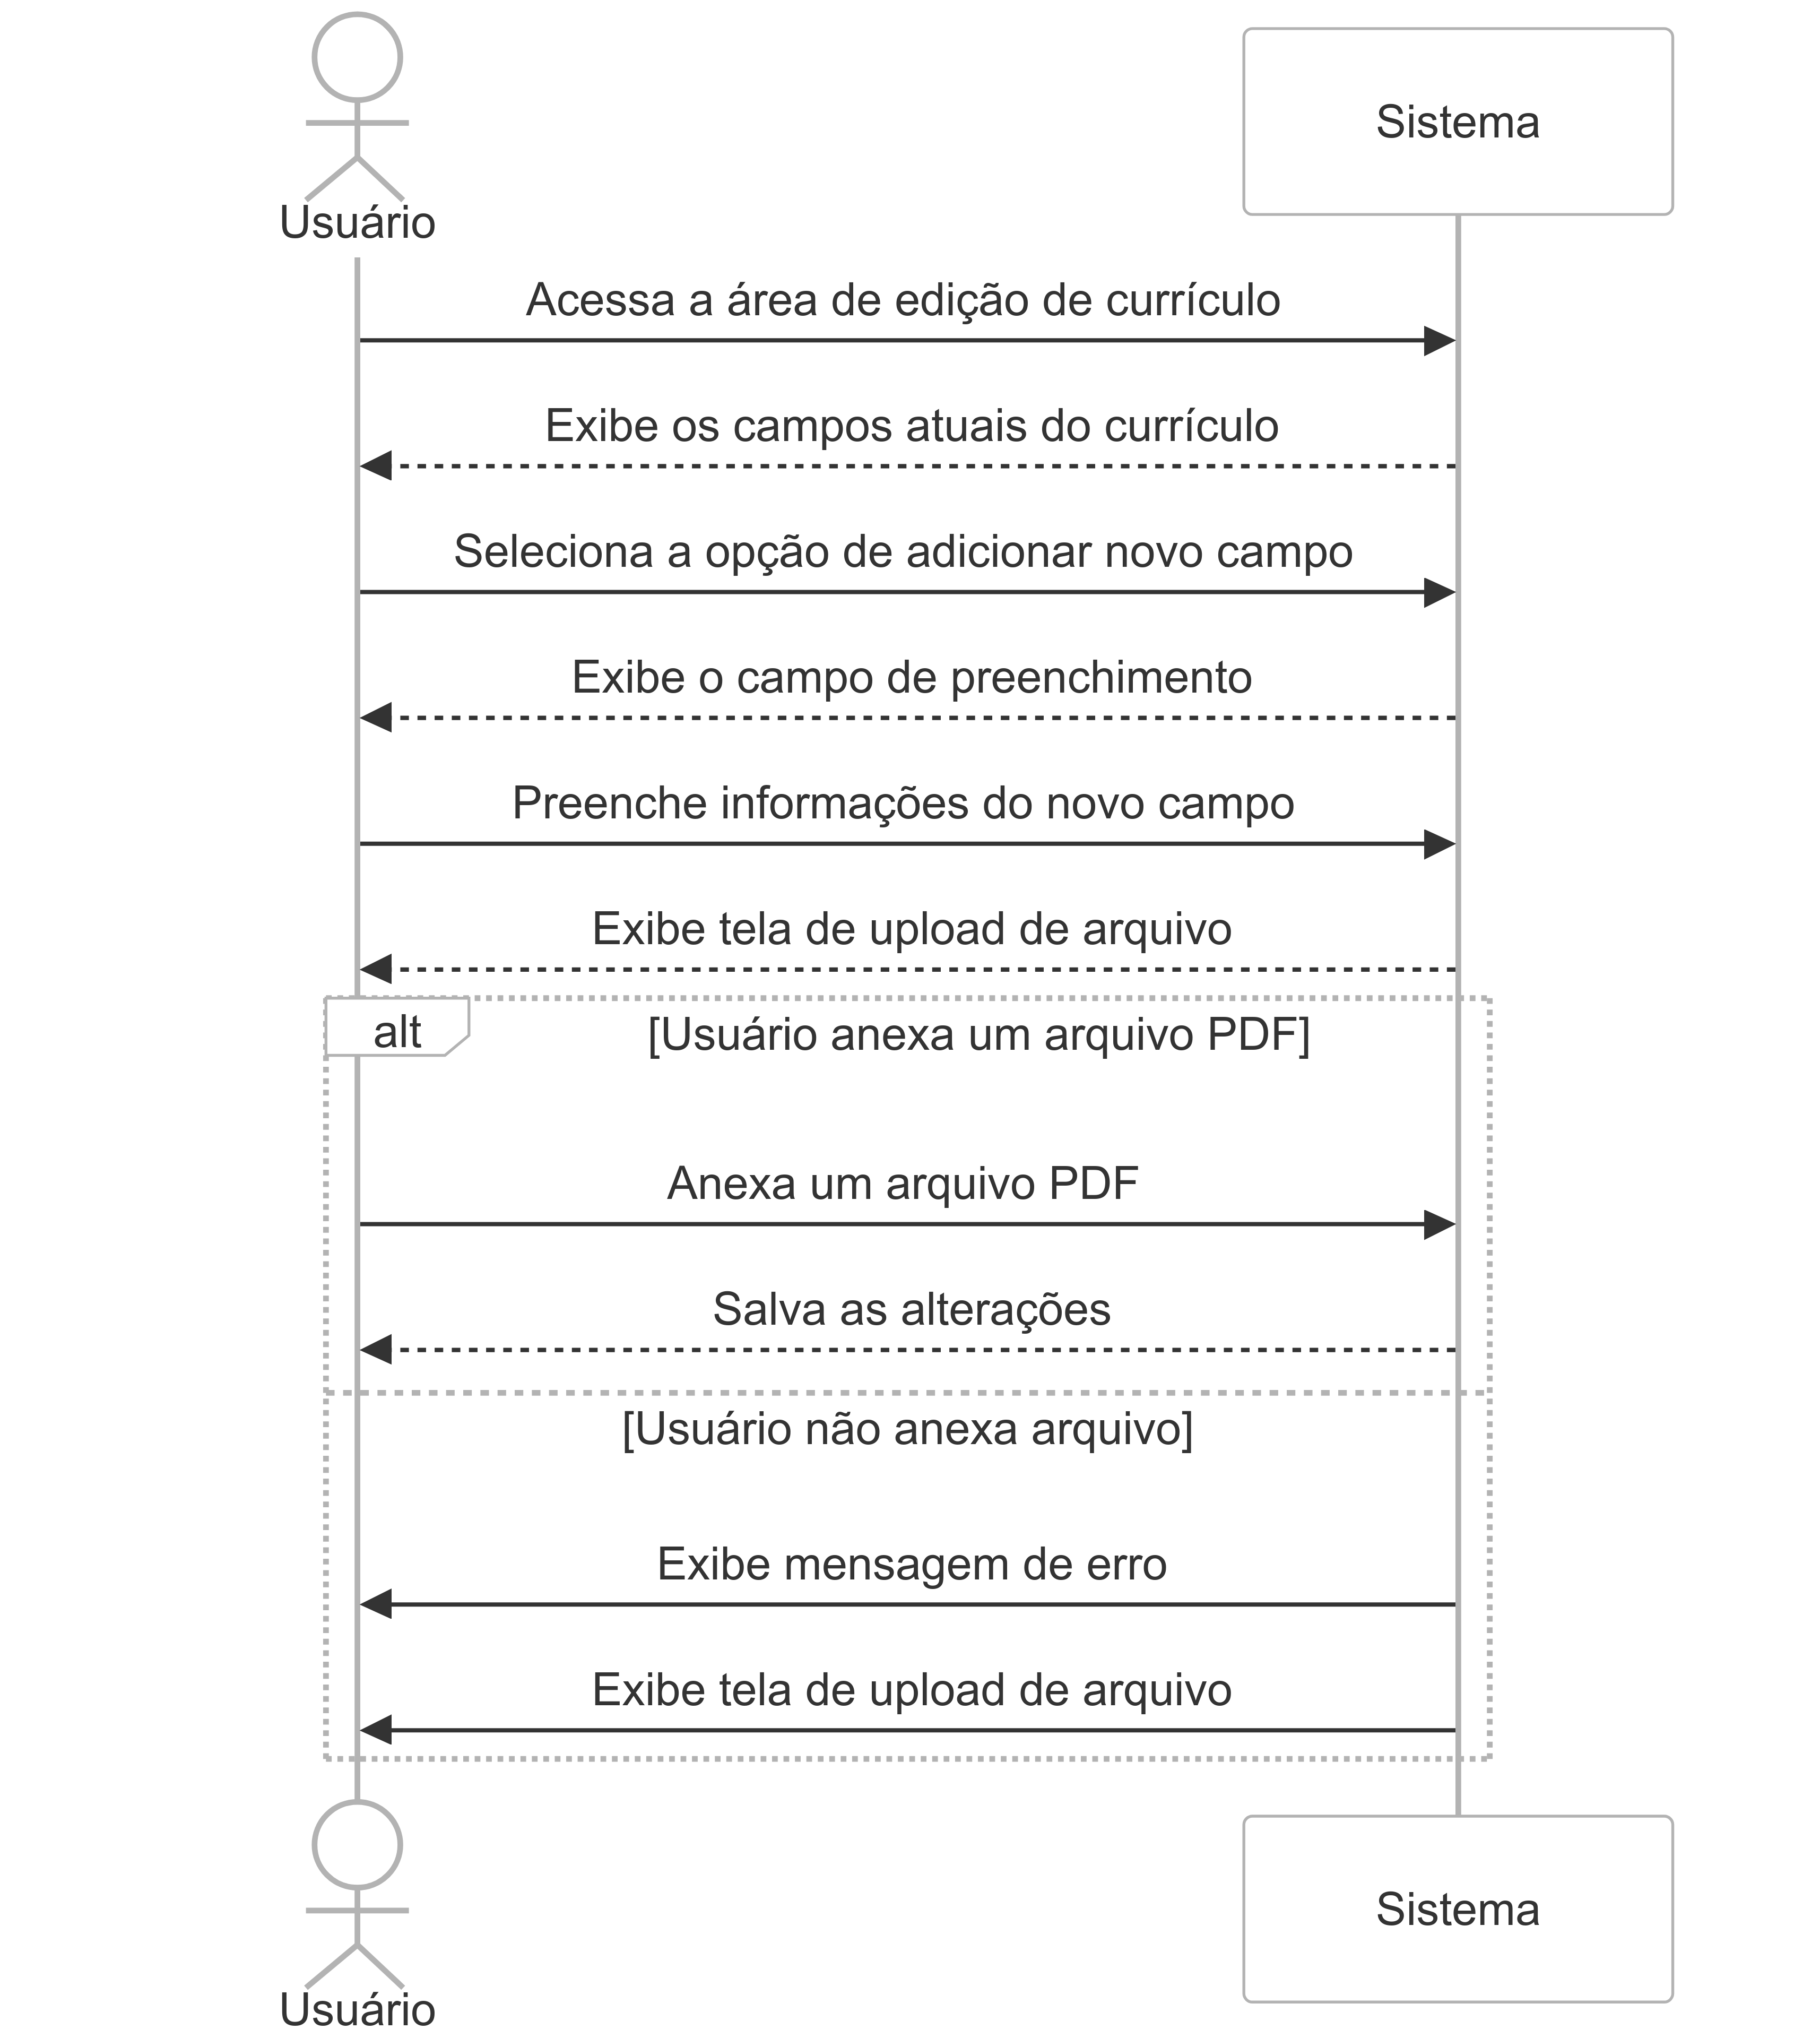 Usuário
Sistema
Acessa a área de edição de currículo
Exibe os campos atuais do currículo
Seleciona a opção de adicionar novo campo
Exibe o campo de preenchimento
Preenche informações do novo campo
Exibe tela de upload de arquivo
alt
[Usuário anexa um arquivo PDF]
Anexa um arquivo PDF
Salva as alterações
[Usuário não anexa arquivo]
Exibe mensagem de erro
Exibe tela de upload de arquivo
Usuário
Sistema